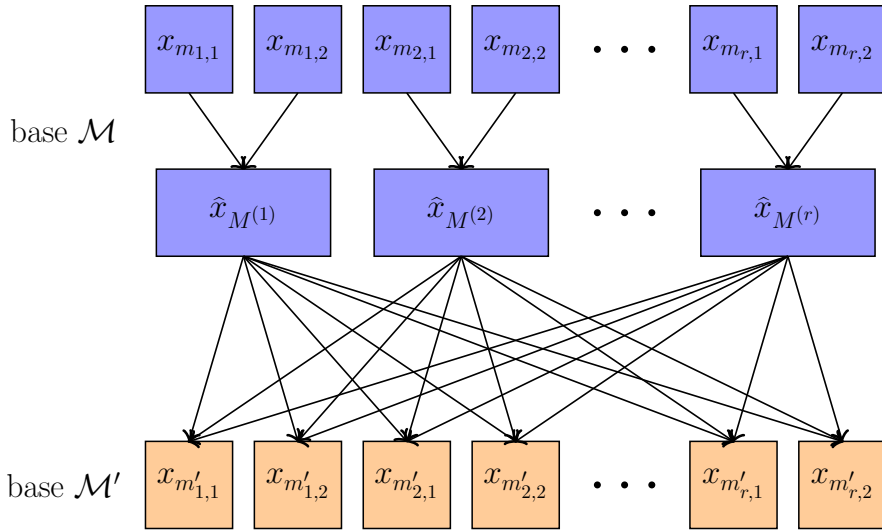 x_{m_{1,1}} x_{m_{1,2}} x_{m_{2,1}} x_{m_{2,2}} • • • x_{m_{r,1}} x_{m_{r,2}}
base ℳ
x̂_{M^{(1)}} x̂_{M^{(2)}} • • • x̂_{M^{(r)}}
base ℳ′ x_{m′_{1,1}} x_{m′_{1,2}} x_{m′_{2,1}} x_{m′_{2,2}} • • • x_{m′_{r,1}} x_{m′_{r,2}}